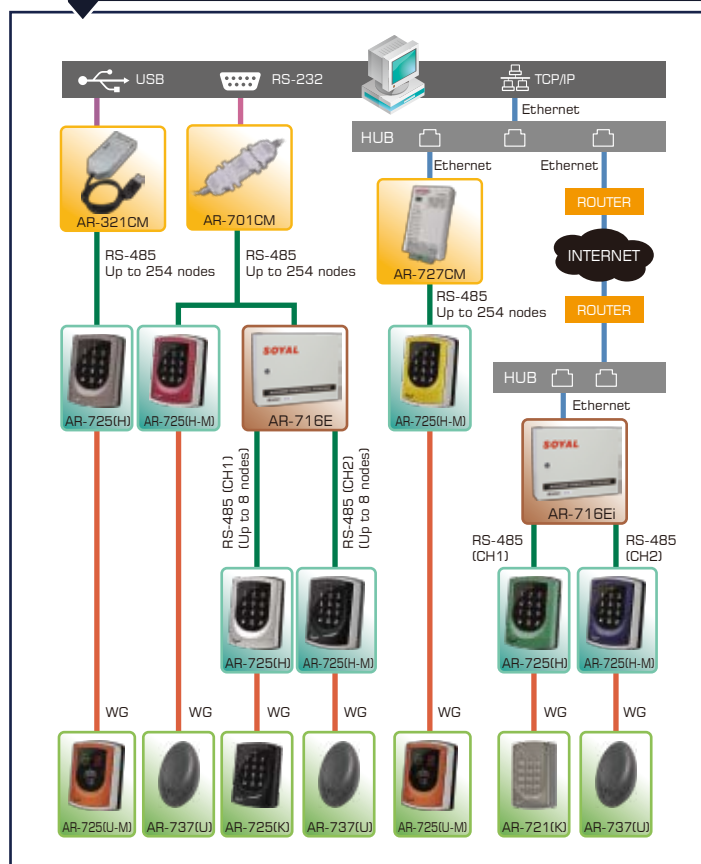 USB
RS-232
TCP/IP
Ethernet
HUB
Ethernet
Ethernet
AR-321CM
AR-701CM
AR-727CM
ROUTER
INTERNET
ROUTER
RS-485
Up to 254 nodes
RS-485
Up to 254 nodes
RS-485
Up to 254 nodes
HUB
Ethernet
SOYAL
AR-725(H)
AR-725(H-M)
AR-716E
AR-725(H-M)
SOYAL
AR-716Ei
RS-485 (CH1)
(Up to 8 nodes)
RS-485 (CH2)
(Up to 8 nodes)
RS-485
(CH1)
RS-485
(CH2)
AR-725(H)
AR-725(H-M)
AR-725(H)
AR-725(H-M)
WG
WG
WG
WG
WG
WG
WG
AR-725(U-M)
AR-737(U)
AR-725(K)
AR-737(U)
AR-725(U-M)
AR-721(K)
AR-737(U)